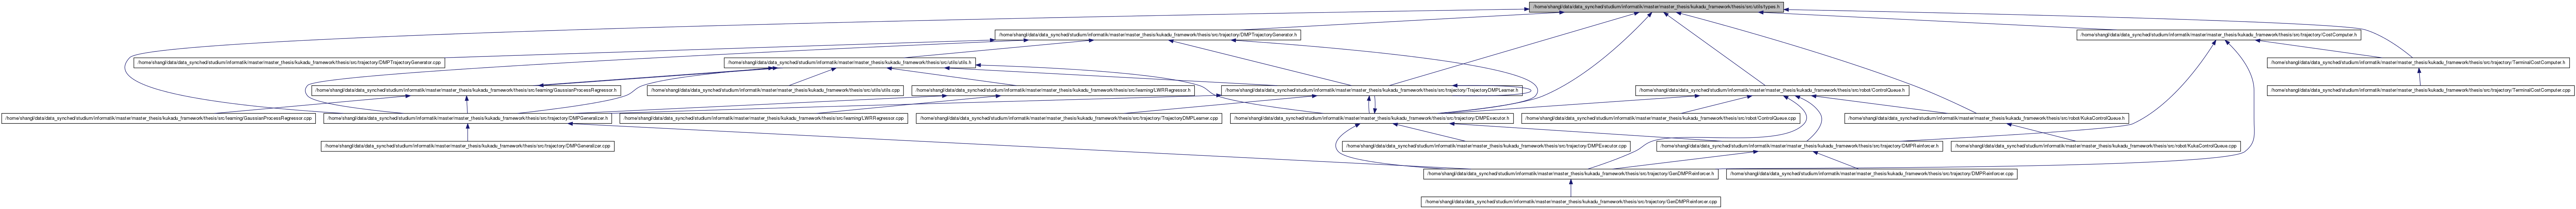 /home/shangl/data/data_synched/studium/informatik/master/master_thesis/kukadu_framework/thesis/src/utils/types.h
/home/shangl/data/data_synched/studium/informatik/master/master_thesis/kukadu_framework/thesis/src/trajectory/DMPTrajectoryGenerator.h
/home/shangl/data/data_synched/studium/informatik/master/master_thesis/kukadu_framework/thesis/src/trajectory/CostComputer.h
/home/shangl/data/data_synched/studium/informatik/master/master_thesis/kukadu_framework/thesis/src/trajectory/DMPTrajectoryGenerator.cpp
/home/shangl/data/data_synched/studium/informatik/master/master_thesis/kukadu_framework/thesis/src/utils/utils.h
/home/shangl/data/data_synched/studium/informatik/master/master_thesis/kukadu_framework/thesis/src/trajectory/TerminalCostComputer.h
/home/shangl/data/data_synched/studium/informatik/master/master_thesis/kukadu_framework/thesis/src/learning/GaussianProcessRegressor.h
/home/shangl/data/data_synched/studium/informatik/master/master_thesis/kukadu_framework/thesis/src/utils/utils.cpp
/home/shangl/data/data_synched/studium/informatik/master/master_thesis/kukadu_framework/thesis/src/learning/LWRRegressor.h
/home/shangl/data/data_synched/studium/informatik/master/master_thesis/kukadu_framework/thesis/src/trajectory/TrajectoryDMPLearner.h
/home/shangl/data/data_synched/studium/informatik/master/master_thesis/kukadu_framework/thesis/src/robot/ControlQueue.h
/home/shangl/data/data_synched/studium/informatik/master/master_thesis/kukadu_framework/thesis/src/trajectory/TerminalCostComputer.cpp
/home/shangl/data/data_synched/studium/informatik/master/master_thesis/kukadu_framework/thesis/src/learning/GaussianProcessRegressor.cpp
/home/shangl/data/data_synched/studium/informatik/master/master_thesis/kukadu_framework/thesis/src/trajectory/DMPGeneralizer.h
/home/shangl/data/data_synched/studium/informatik/master/master_thesis/kukadu_framework/thesis/src/learning/LWRRegressor.cpp
/home/shangl/data/data_synched/studium/informatik/master/master_thesis/kukadu_framework/thesis/src/trajectory/TrajectoryDMPLearner.cpp
/home/shangl/data/data_synched/studium/informatik/master/master_thesis/kukadu_framework/thesis/src/trajectory/DMPExecutor.h
/home/shangl/data/data_synched/studium/informatik/master/master_thesis/kukadu_framework/thesis/src/robot/ControlQueue.cpp
/home/shangl/data/data_synched/studium/informatik/master/master_thesis/kukadu_framework/thesis/src/robot/KukaControlQueue.h
/home/shangl/data/data_synched/studium/informatik/master/master_thesis/kukadu_framework/thesis/src/trajectory/DMPGeneralizer.cpp
/home/shangl/data/data_synched/studium/informatik/master/master_thesis/kukadu_framework/thesis/src/trajectory/DMPExecutor.cpp
/home/shangl/data/data_synched/studium/informatik/master/master_thesis/kukadu_framework/thesis/src/trajectory/DMPReinforcer.h
/home/shangl/data/data_synched/studium/informatik/master/master_thesis/kukadu_framework/thesis/src/robot/KukaControlQueue.cpp
/home/shangl/data/data_synched/studium/informatik/master/master_thesis/kukadu_framework/thesis/src/trajectory/GenDMPReinforcer.h
/home/shangl/data/data_synched/studium/informatik/master/master_thesis/kukadu_framework/thesis/src/trajectory/DMPReinforcer.cpp
/home/shangl/data/data_synched/studium/informatik/master/master_thesis/kukadu_framework/thesis/src/trajectory/GenDMPReinforcer.cpp